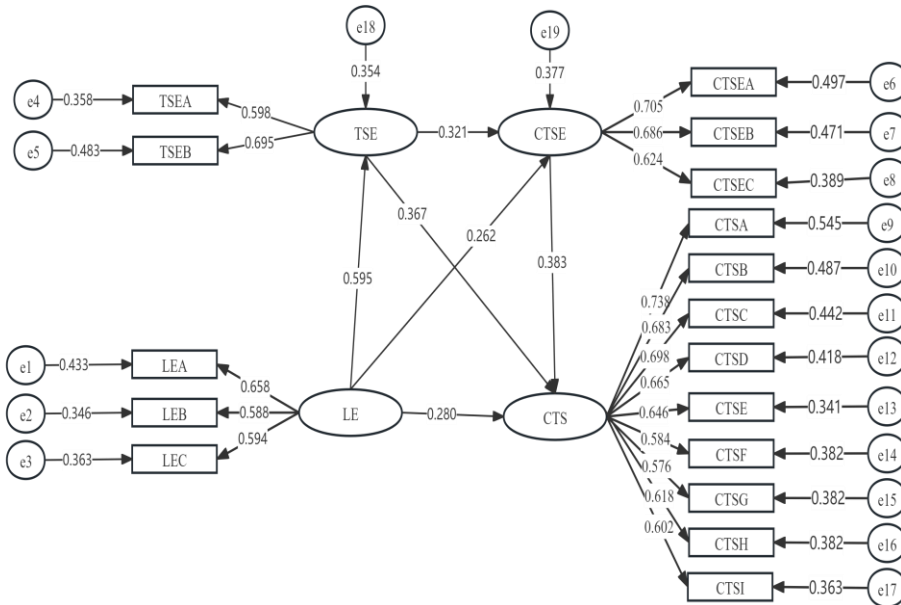 e18
e19
0.354
0.377
e4
0.358
TSEA
0.598
e5
0.483
TSEB
0.695
TSE
0.321
CTSE
0.705
0.686
0.624
CTSEA
0.497
e6
CTSEB
0.471
e7
CTSEC
0.389
e8
0.367
0.262
0.595
0.383
CTSA
0.545
e9
CTSB
0.487
e10
CTSC
0.442
e11
CTSD
0.418
e12
CTSE
0.341
e13
CTSF
0.382
e14
CTSG
0.382
e15
CTSH
0.382
e16
CTSI
0.363
e17
0.738
0.683
0.698
0.665
0.646
0.584
0.576
0.618
0.602
e1
0.433
LEA
0.658
e2
0.346
LEB
0.588
e3
0.363
LEC
0.594
LE
0.280
CTS